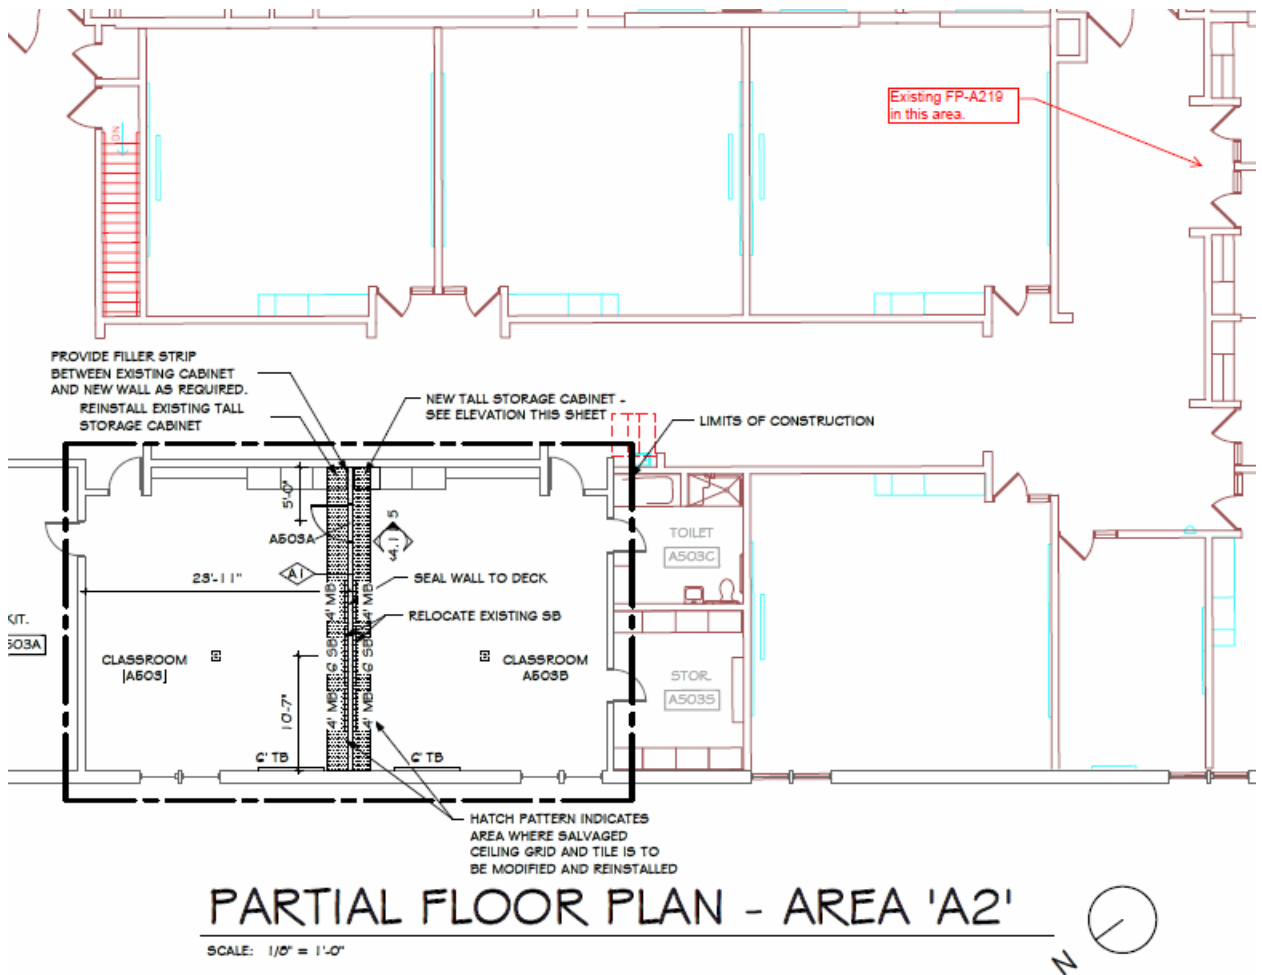 DN
Existing FP-A219
in this area.
PROVIDE FILLER STRIP
BETWEEN EXISTING CABINET
AND NEW WALL AS REQUIRED.
REINSTALL EXISTING TALL
STORAGE CABINET
NEW TALL STORAGE CABINET -
SEE ELEVATION THIS SHEET
LIMITS OF CONSTRUCTION
5'-0"
A503A
5
A4.1
TOILET
A503C
A1
23'-11"
SEAL WALL TO DECK
4' MB
4' MB
RELOCATE EXISTING SB
KIT.
503A
6' SB
6' SB
CLASSROOM
A503
CLASSROOM
A503B
STOR.
A503S
10'-7"
4' MB
4' MB
6' TB
6' TB
HATCH PATTERN INDICATES
AREA WHERE SALVAGED
CEILING GRID AND TILE IS TO
BE MODIFIED AND REINSTALLED
PARTIAL FLOOR PLAN - AREA 'A2'
SCALE: 1/8" = 1'-0"
N